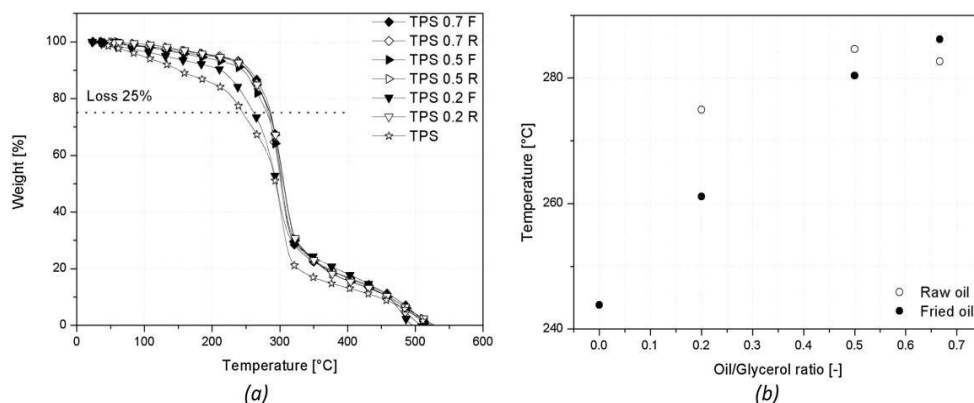 100
80
60
40
20
0
Weight [%]
Loss 25%
TPS 0.7 F
TPS 0.7 R
TPS 0.5 F
TPS 0.5 R
TPS 0.2 F
TPS 0.2 R
TPS
0 100 200 300 400 500 600
Temperature [°C]
(a)
280
260
240
Temperature [°C]
Raw oil
Fried oil
0.0 0.1 0.2 0.3 0.4 0.5 0.6 0.7
Oil/Glycerol ratio [-]
(b)